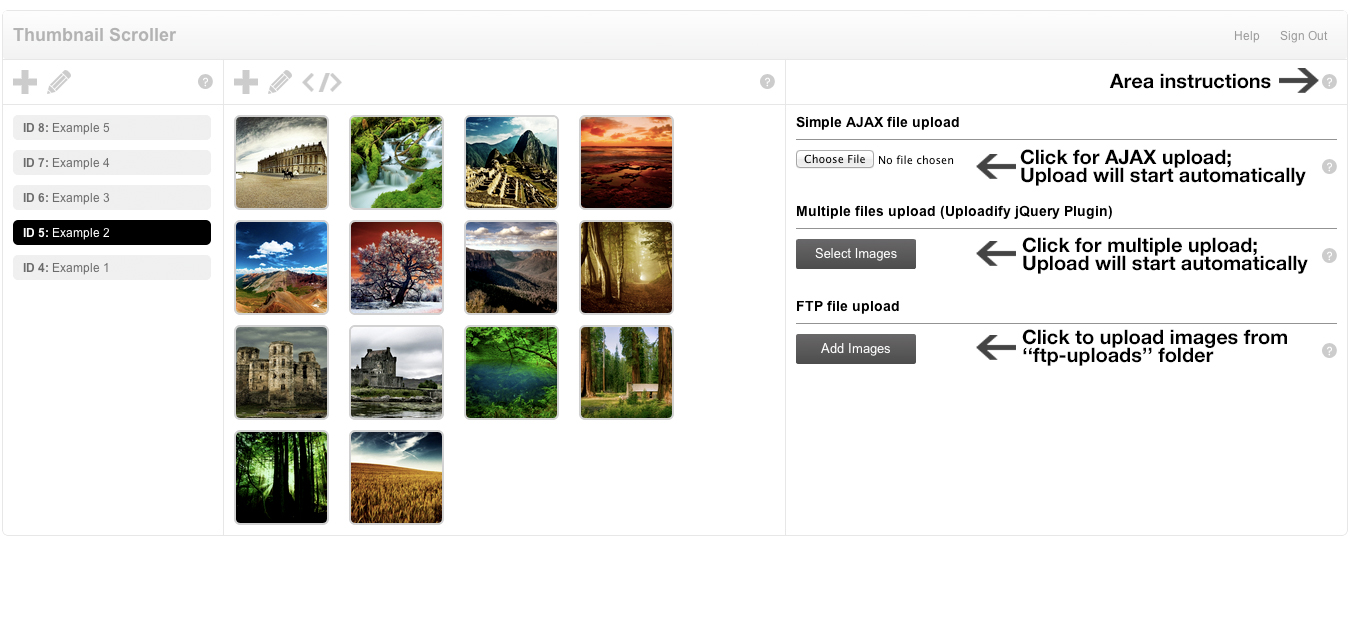 Thumbnail Scroller
Help
Sign Out
?
?
Area instructions
?
ID 8: Example 5
ID 7: Example 4
ID 6: Example 3
ID 5: Example 2
ID 4: Example 1
Simple AJAX file upload
Choose File No file chosen
Click for AJAX upload;
Upload will start automatically
?
Multiple files upload (Uploadify jQuery Plugin)
Select Images
Click for multiple upload;
Upload will start automatically
?
FTP file upload
Add Images
Click to upload images from
“ftp-uploads” folder
?